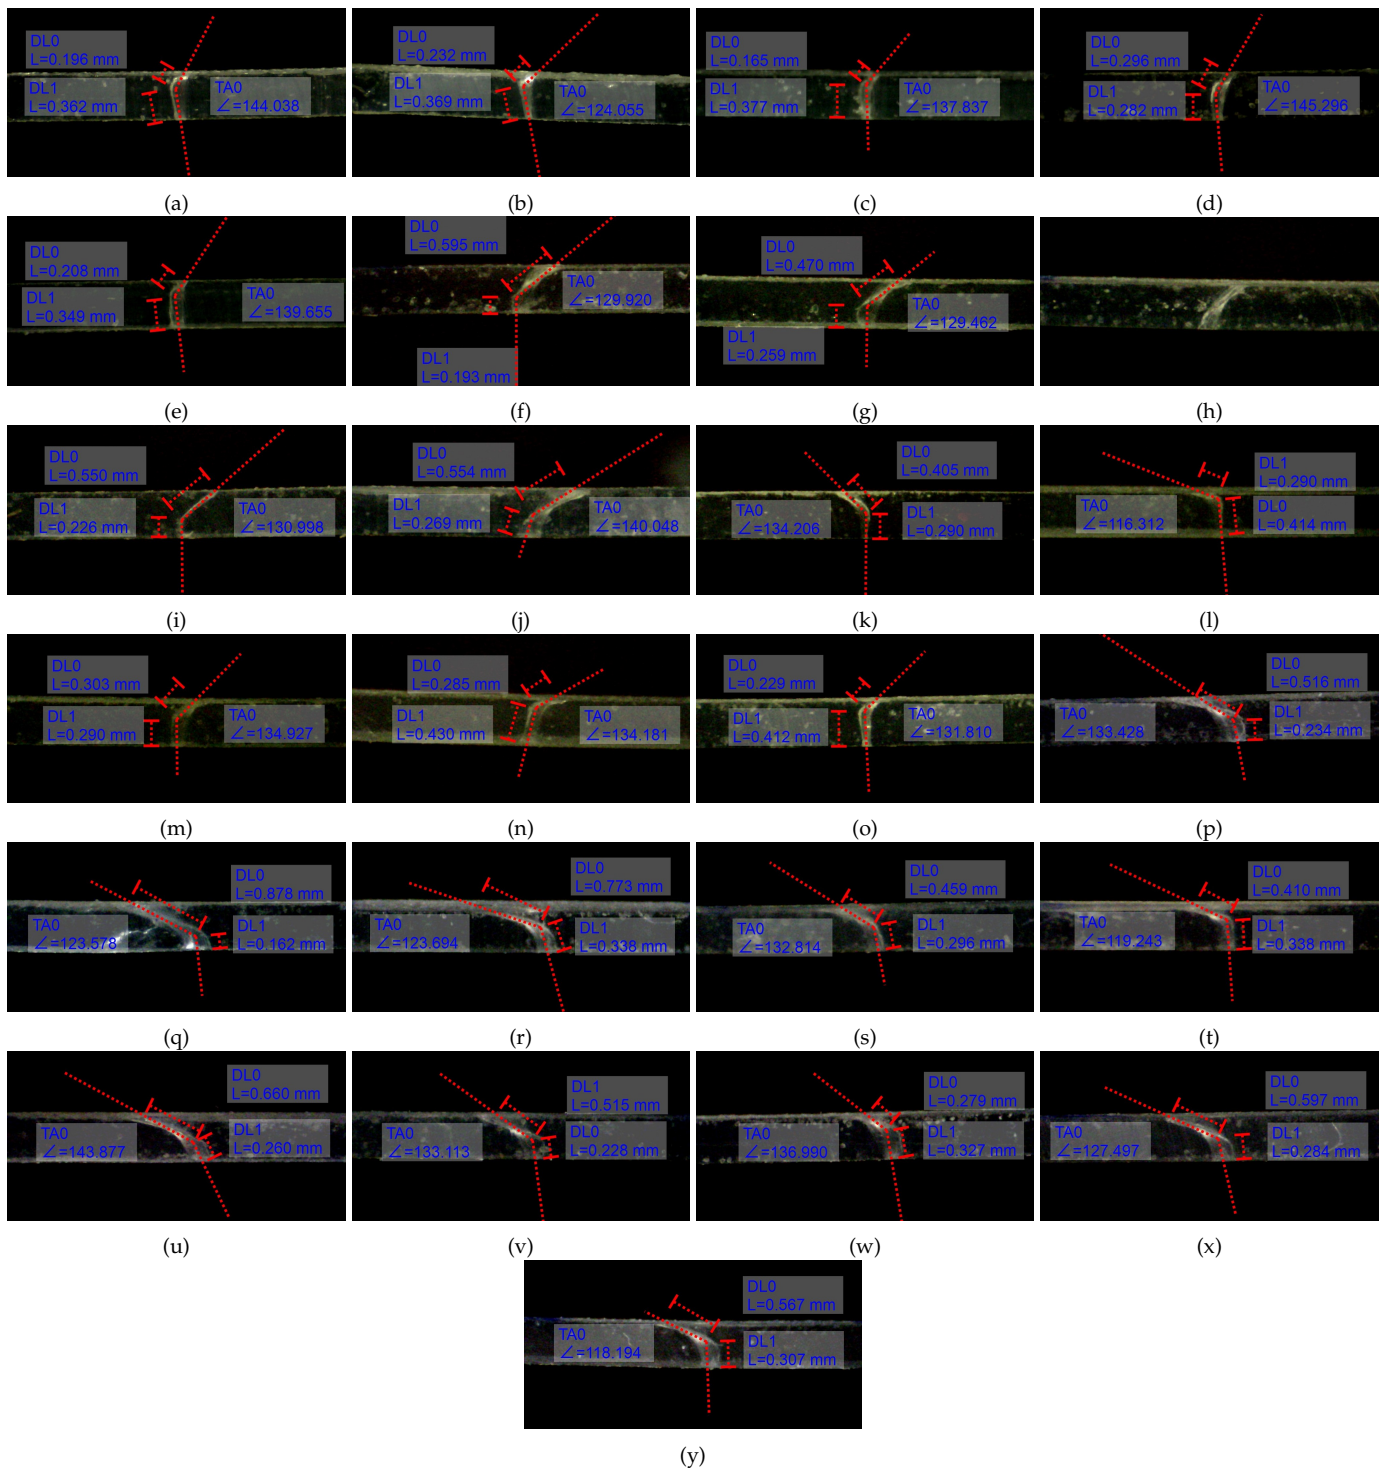 DL0
L=0.196 mm
DL1
L=0.362 mm
TA0
∠=144.038
(a)
DL0
L=0.232 mm
DL1
L=0.369 mm
TA0
∠=124.055
(b)
DL0
L=0.165 mm
DL1
L=0.377 mm
TA0
∠=137.837
(c)
DL0
L=0.296 mm
DL1
L=0.282 mm
TA0
∠=145.296
(d)
DL0
L=0.208 mm
DL1
L=0.349 mm
TA0
∠=139.655
(e)
DL0
L=0.595 mm
TA0
∠=129.920
DL1
L=0.193 mm
(f)
DL0
L=0.470 mm
TA0
∠=129.462
DL1
L=0.259 mm
(g)
(h)
DL0
L=0.550 mm
DL1
L=0.226 mm
TA0
∠=130.998
(i)
DL0
L=0.554 mm
DL1
L=0.269 mm
TA0
∠=140.048
(j)
DL0
L=0.405 mm
TA0
∠=134.206
DL1
L=0.290 mm
(k)
DL1
L=0.290 mm
TA0
∠=116.312
DL0
L=0.414 mm
(l)
DL0
L=0.303 mm
DL1
L=0.290 mm
TA0
∠=134.927
(m)
DL0
L=0.285 mm
DL1
L=0.430 mm
TA0
∠=134.181
(n)
DL0
L=0.229 mm
DL1
L=0.412 mm
TA0
∠=131.810
(o)
DL0
L=0.516 mm
TA0
∠=133.428
DL1
L=0.234 mm
(p)
DL0
L=0.878 mm
TA0
∠=123.578
DL1
L=0.162 mm
(q)
DL0
L=0.773 mm
TA0
∠=123.694
DL1
L=0.338 mm
(r)
DL0
L=0.459 mm
TA0
∠=132.814
DL1
L=0.296 mm
(s)
DL0
L=0.410 mm
TA0
∠=119.243
DL1
L=0.338 mm
(t)
DL0
L=0.660 mm
TA0
∠=143.877
DL1
L=0.260 mm
(u)
DL1
L=0.515 mm
TA0
∠=133.113
DL0
L=0.228 mm
(v)
DL0
L=0.279 mm
TA0
∠=136.990
DL1
L=0.327 mm
(w)
DL0
L=0.597 mm
TA0
∠=127.497
DL1
L=0.284 mm
(x)
DL0
L=0.567 mm
TA0
∠=118.194
DL1
L=0.307 mm
(y)